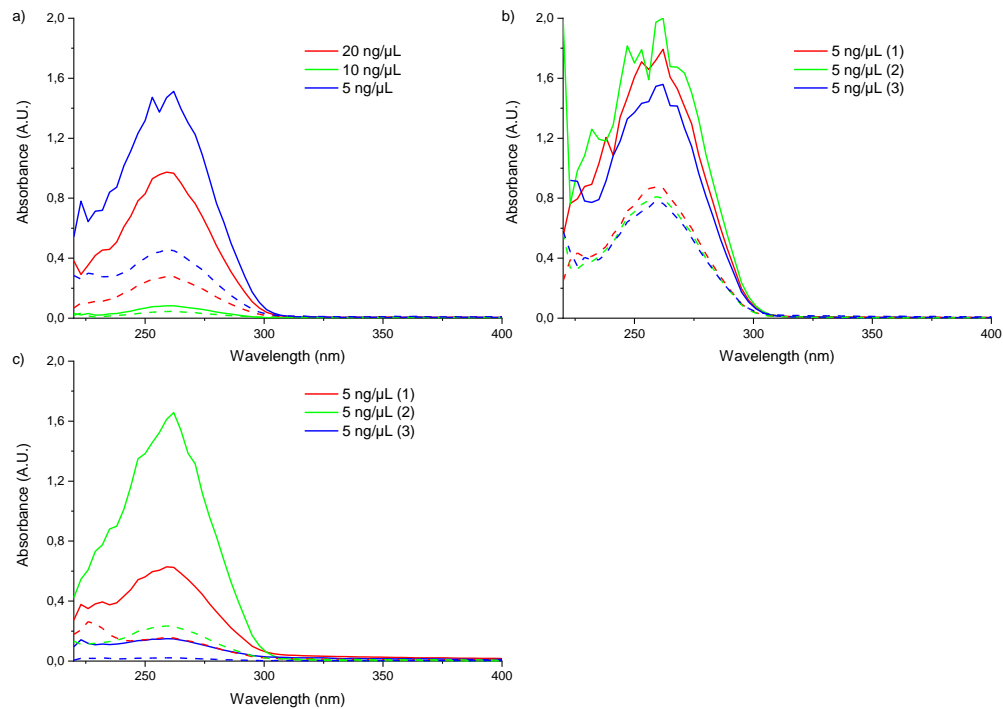 a)
2,0
1,6
1,2
0,8
0,4
0,0
Absorbance (A.U.)
20 ng/µL
10 ng/µL
5 ng/µL
250
300
350
400
Wavelength (nm)
b)
2,0
1,6
1,2
0,8
0,4
0,0
Absorbance (A.U.)
5 ng/µL (1)
5 ng/µL (2)
5 ng/µL (3)
250
300
350
400
Wavelength (nm)
c)
2,0
1,6
1,2
0,8
0,4
0,0
Absorbance (A.U.)
5 ng/µL (1)
5 ng/µL (2)
5 ng/µL (3)
250
300
350
400
Wavelength (nm)